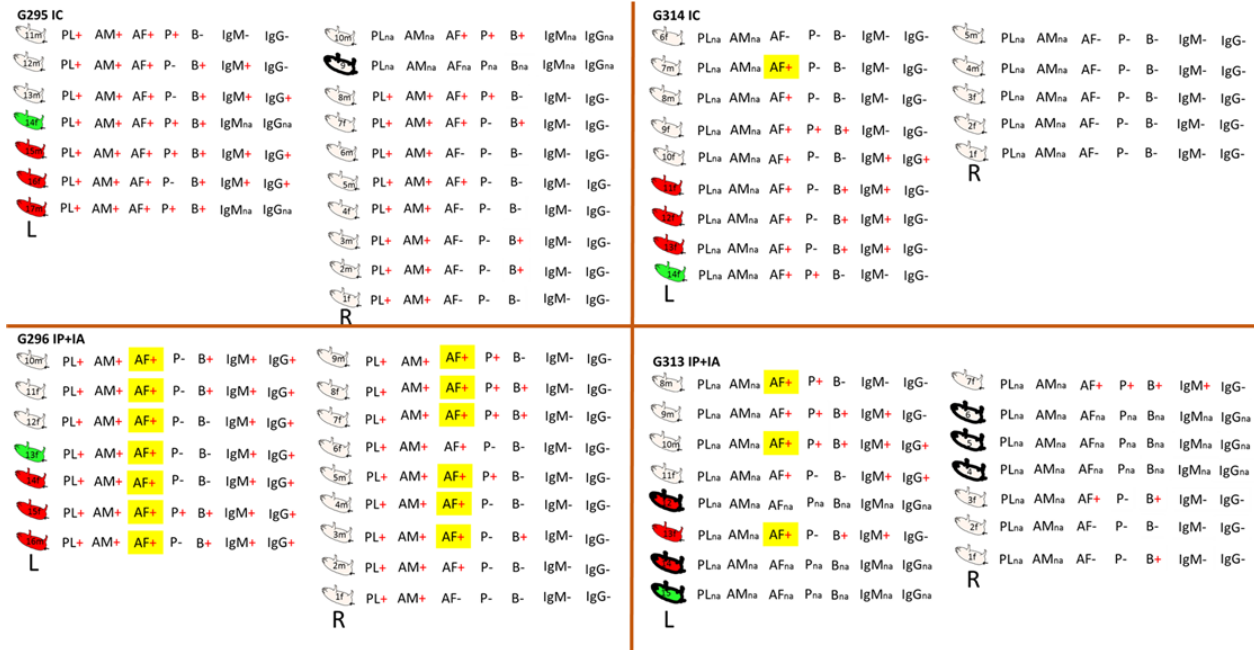 G295 IC
11m PL+ AM+ AF+ P+ B- IgM- IgG-
12m PL+ AM+ AF+ P- B+ IgM+ IgG-
13m PL+ AM+ AF+ P- B+ IgM+ IgG+
14f PL+ AM+ AF+ P+ B+ IgMna IgGna
15m PL+ AM+ AF+ P+ B+ IgM+ IgG+
16f PL+ AM+ AF+ P- B+ IgM+ IgG+
17m PL+ AM+ AF+ P+ B+ IgMna IgGna
L
10m PLna AMna AF+ P+ B+ IgMna IgGna
9 PLna AMna AFna Pna Bna IgMna IgGna
8m PL+ AM+ AF+ P+ B- IgM- IgG-
7f PL+ AM+ AF+ P- B+ IgM- IgG-
6m PL+ AM+ AF- P- B- IgM- IgG-
5m PL+ AM+ AF+ P- B- IgM- IgG-
4f PL+ AM+ AF- P- B- IgM- IgG-
3m PL+ AM+ AF- P- B+ IgM- IgG-
2m PL+ AM+ AF- P- B+ IgM- IgG-
1f PL+ AM+ AF- P- B- IgM- IgG-
R
G314 IC
6f PLna AMna AF- P- B- IgM- IgG-
7m PLna AMna AF+ P- B- IgM- IgG-
8m PLna AMna AF+ P- B- IgM- IgG-
9f PLna AMna AF+ P+ B+ IgM- IgG-
10f PLna AMna AF+ P- B- IgM+ IgG+
11f PLna AMna AF+ P- B+ IgM+ IgG-
12f PLna AMna AF+ P- B+ IgM+ IgG-
13f PLna AMna AF+ P- B+ IgM+ IgG-
14f PLna AMna AF+ P+ B- IgM- IgG-
L
5m PLna AMna AF- P- B- IgM- IgG-
4m PLna AMna AF- P- B- IgM- IgG-
3f PLna AMna AF- P- B- IgM- IgG-
2f PLna AMna AF- P- B- IgM- IgG-
1f PLna AMna AF- P- B- IgM- IgG-
R
G296 IP+IA
10m PL+ AM+ AF+ P- B+ IgM+ IgG+
11f PL+ AM+ AF+ P- B+ IgM+ IgG+
12f PL+ AM+ AF+ P- B- IgM+ IgG+
13f PL+ AM+ AF+ P- B- IgM+ IgG+
14f PL+ AM+ AF+ P- B- IgM+ IgG+
15f PL+ AM+ AF+ P+ B+ IgM+ IgG+
16m PL+ AM+ AF+ P- B+ IgM+ IgG+
L
9m PL+ AM+ AF+ P+ B- IgM- IgG-
8f PL+ AM+ AF+ P+ B+ IgM- IgG-
7f PL+ AM+ AF+ P+ B+ IgM- IgG-
6f PL+ AM+ AF+ P- B- IgM- IgG-
5m PL+ AM+ AF+ P+ B- IgM- IgG-
4m PL+ AM+ AF+ P- B- IgM- IgG-
3m PL+ AM+ AF+ P- B+ IgM- IgG-
2m PL+ AM+ AF+ P- B- IgM- IgG-
1f PL+ AM+ AF- P- B- IgM- IgG-
R
G313 IP+IA
8m PLna AMna AF+ P+ B- IgM- IgG-
9m PLna AMna AF+ P+ B+ IgM+ IgG-
10m PLna AMna AF+ P+ B+ IgM+ IgG+
11f PLna AMna AF+ P- B- IgM+ IgG-
PLna AMna AFna Pna Bna IgMna IgGna
13f PLna AMna AF+ P- B- IgM+ IgG-
PLna AMna AFna Pna Bna IgMna IgGna
PLna AMna AFna Pna Bna IgMna IgGna
L
7f PLna AMna AF+ P+ B+ IgM+ IgG-
6 PLna AMna AFna Pna Bna IgMna IgGna
5 PLna AMna AFna Pna Bna IgMna IgGna
4 PLna AMna AFna Pna Bna IgMna IgGna
3f PLna AMna AF+ P- B+ IgM- IgG-
2f PLna AMna AF- P- B- IgM- IgG-
1f PLna AMna AF- P- B+ IgM- IgG-
R